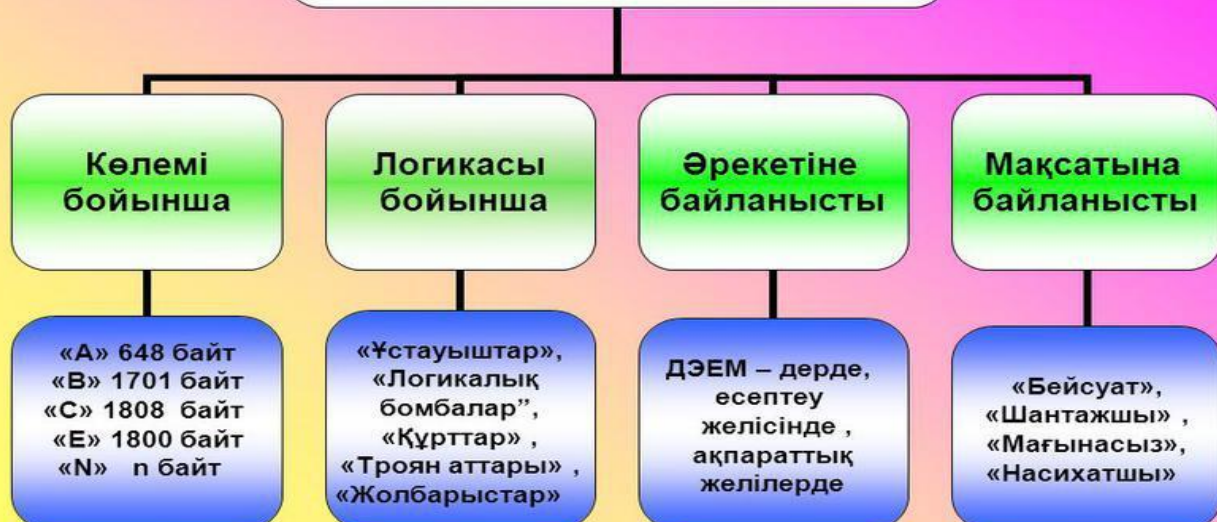 Көлемі
бойынша
Логикасы
бойынша
Әрекетіне
байланысты
Мақсатына
байланысты
«А» 648 байт
«В» 1701 байт
«С» 1808 байт
«Е» 1800 байт
«N» n байт
«Ұстауыштар»,
«Логикалық
бомбалар”,
«Құрттар» ,
«Троян аттары» ,
«Жолбарыстар»
ДЭЕМ – дерде,
есептеу
желісінде ,
ақпараттық
желілерде
«Бейсуат»,
«Шантажшы» ,
«Мағынасыз»,
«Насихатшы»